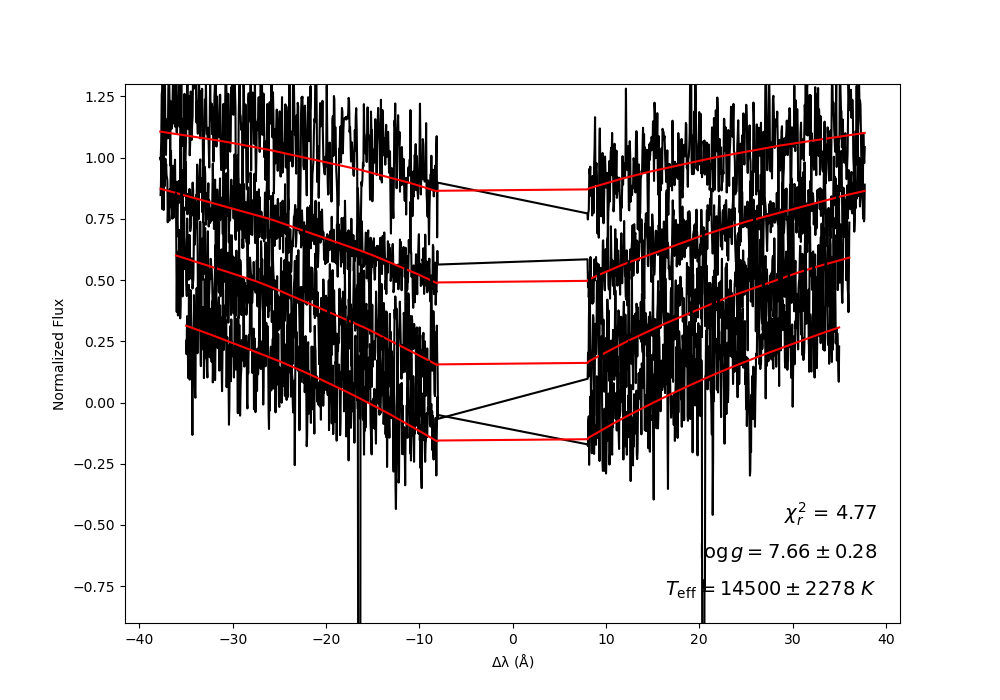 1.25
1.00
0.75
0.50
0.25
0.00
−0.25
−0.50
−0.75
Normalized Flux
χ²ᵣ = 4.77
og g = 7.66 ± 0.28
T_eff = 14500 ± 2278 K
−40 −30 −20 −10 0 10 20 30 40
Δλ (Å)